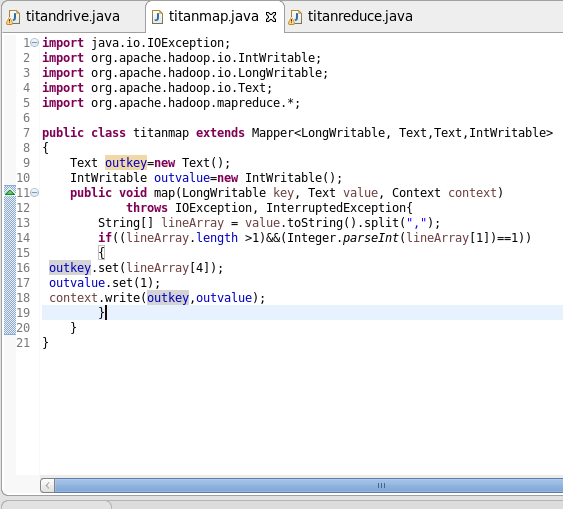 titandrive.java titanmap.java titanreduce.java
1 import java.io.IOException;
2 import org.apache.hadoop.io.IntWritable;
3 import org.apache.hadoop.io.LongWritable;
4 import org.apache.hadoop.io.Text;
5 import org.apache.hadoop.mapreduce.*;
6
7 public class titanmap extends Mapper<LongWritable, Text,Text,IntWritable>
8 {
9     Text outkey=new Text();
10     IntWritable outvalue=new IntWritable();
11     public void map(LongWritable key, Text value, Context context)
12             throws IOException, InterruptedException{
13         String[] lineArray = value.toString().split(",");
14         if((lineArray.length >1)&&(Integer.parseInt(lineArray[1])==1))
15         {
16  outkey.set(lineArray[4]);
17  outvalue.set(1);
18  context.write(outkey,outvalue);
19         }
20     }
21 }